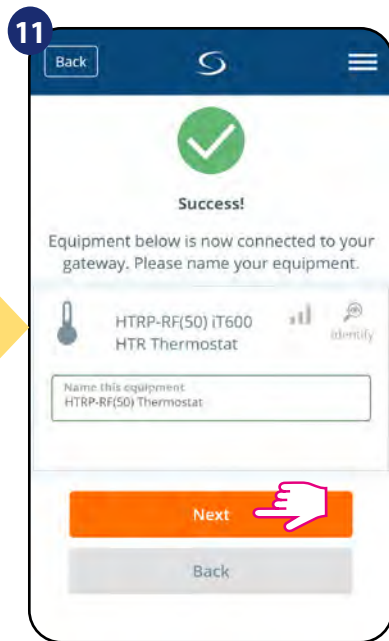 11
Back
Success!
Equipment below is now connected to your
gateway. Please name your equipment.
HTRP-RF(50) iT600
HTR Thermostat
Identify
Name this equipment
HTRP-RF(50) Thermostat
Next
Back